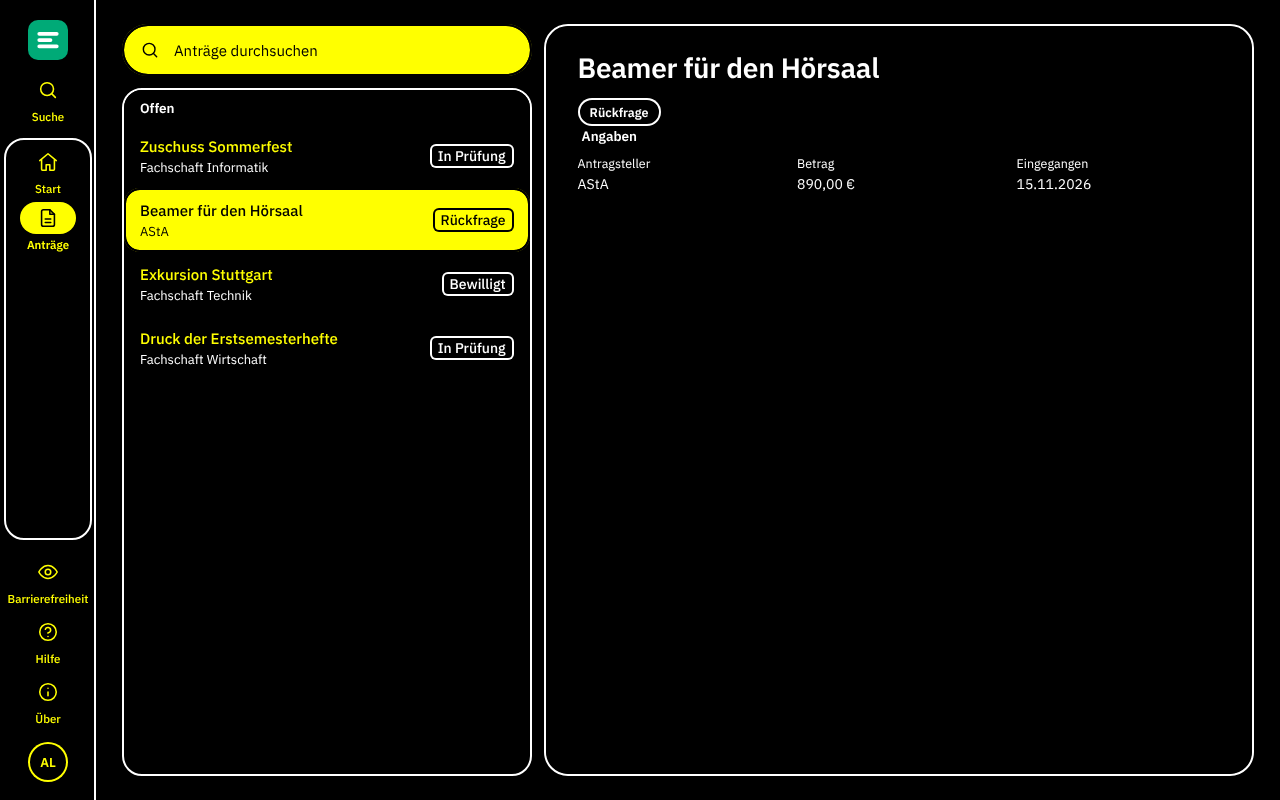 Suche
Start
Anträge
Barrierefreiheit
Hilfe
Über
AL
Anträge durchsuchen
Offen
Zuschuss Sommerfest
Fachschaft Informatik
In Prüfung
Beamer für den Hörsaal
AStA
Rückfrage
Exkursion Stuttgart
Fachschaft Technik
Bewilligt
Druck der Erstsemesterhefte
Fachschaft Wirtschaft
In Prüfung
Beamer für den Hörsaal
Rückfrage
Angaben
Antragsteller Betrag Eingegangen
AStA 890,00 € 15.11.2026